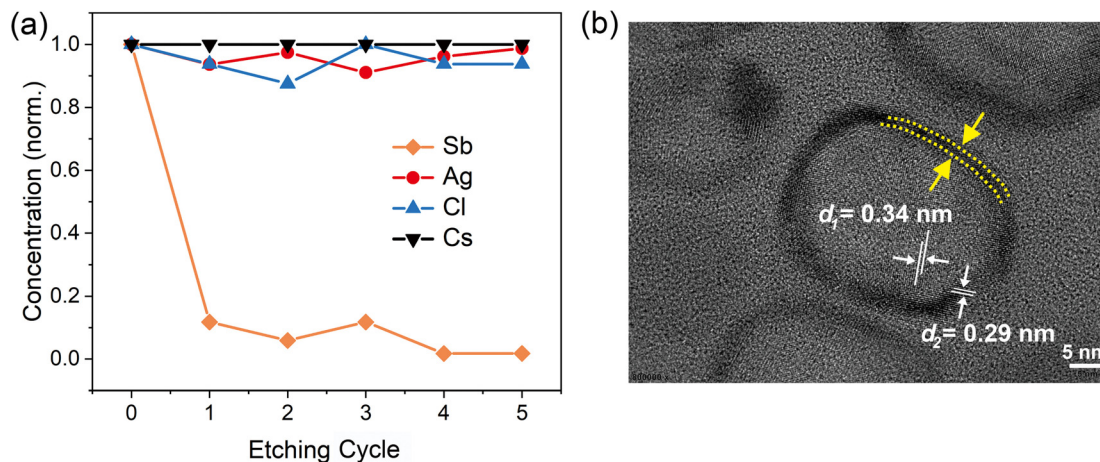 (a)
1.0
0.8
0.6
0.4
0.2
0.0
Concentration (norm.)
Sb
Ag
Cl
Cs
0 1 2 3 4 5
Etching Cycle
(b)
d₁= 0.34 nm
d₂= 0.29 nm
5 nm